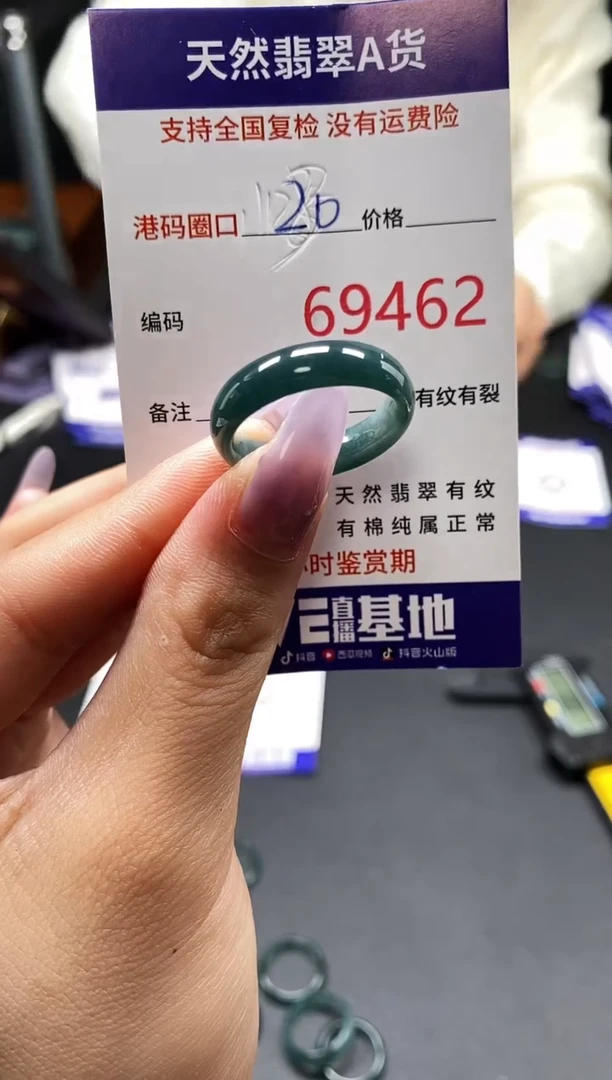 天然翡翠A货
支持全国复检 没有运费险
港码圈口 20 价格
编码 69462
备注 有纹有裂
天然翡翠有纹
有棉纯属正常
时鉴赏期
直播基地
抖音 西瓜视频 抖音火山版